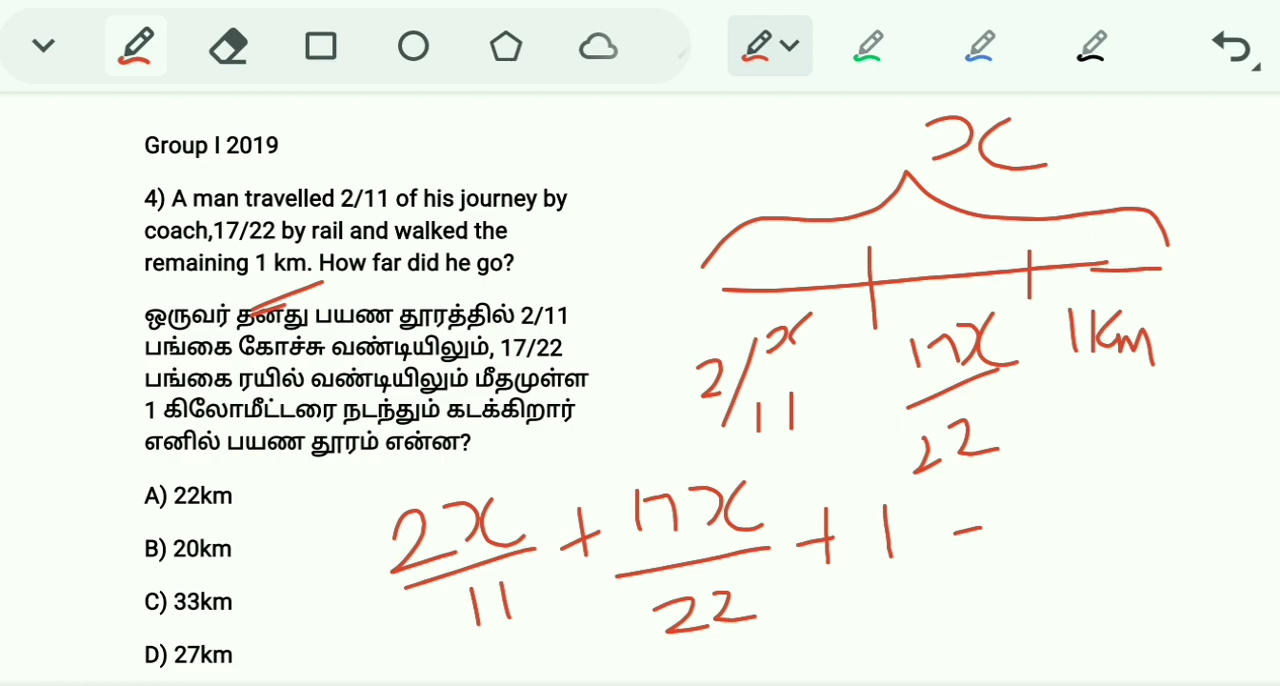 Group I 2019
4) A man travelled 2/11 of his journey by
coach,17/22 by rail and walked the
remaining 1 km. How far did he go?
ஒருவர் தனது பயண தூரத்தில் 2/11
பங்கை கோச்சு வண்டியிலும், 17/22
பங்கை ரயில் வண்டியிலும் மீதமுள்ள
1 கிலோமீட்டரை நடந்தும் கடக்கிறார்
எனில் பயண தூரம் என்ன?
A) 22km
B) 20km
C) 33km
D) 27km
x
2/11 x
17x/22
1km
2x/11 + 17x/22 + 1 =